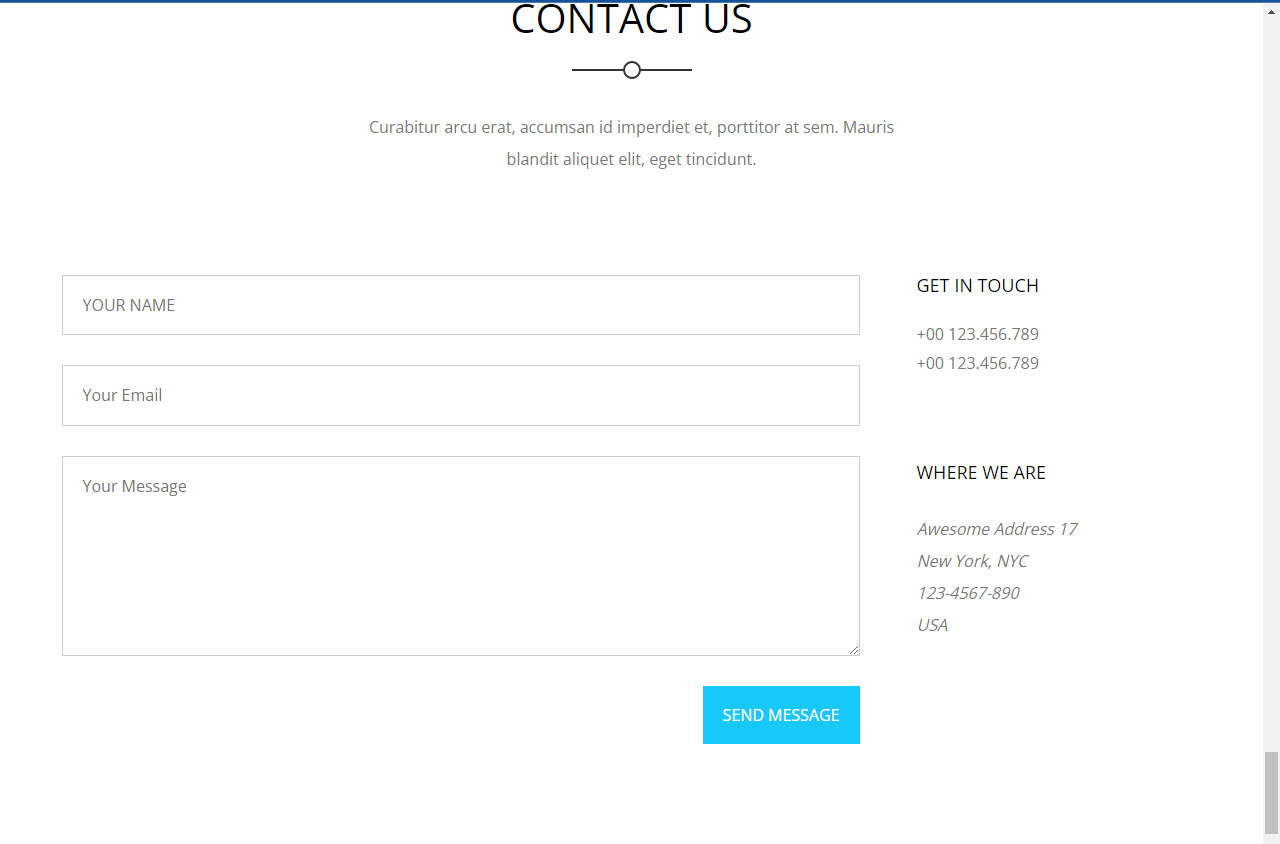 CONTACT US
Curabitur arcu erat, accumsan id imperdiet et, porttitor at sem. Mauris
blandit aliquet elit, eget tincidunt.
YOUR NAME
Your Email
Your Message
SEND MESSAGE
GET IN TOUCH
+00 123.456.789
+00 123.456.789
WHERE WE ARE
Awesome Address 17
New York, NYC
123-4567-890
USA